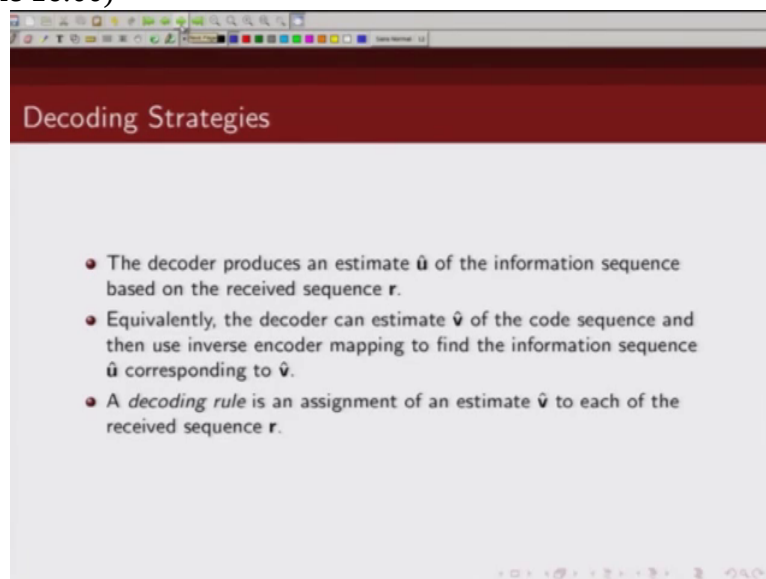 Decoding Strategies
The decoder produces an estimate û of the information sequence
based on the received sequence r.
Equivalently, the decoder can estimate v̂ of the code sequence and
then use inverse encoder mapping to find the information sequence
û corresponding to v̂.
A decoding rule is an assignment of an estimate v̂ to each of the
received sequence r.